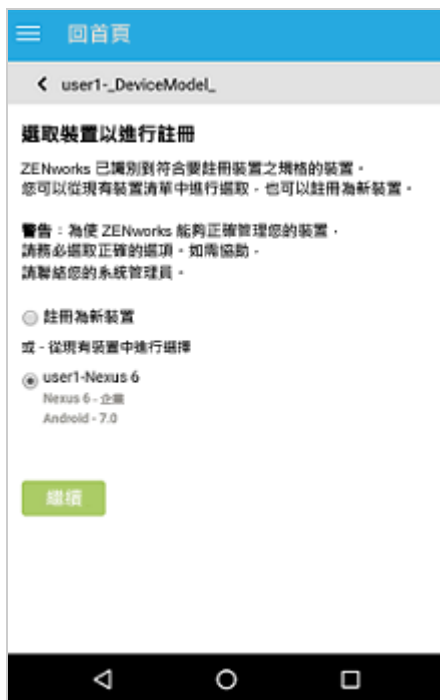 回首頁
user1-_DeviceModel_
選取裝置以進行註冊
ZENworks 已識別到符合要註冊裝置之規格的裝置。
您可以從現有裝置清單中進行選取，也可以註冊為新裝置。
警告：為使 ZENworks 能夠正確管理您的裝置，
請務必選取正確的選項。如需協助，
請聯絡您的系統管理員。
註冊為新裝置
或，從現有裝置中進行選擇
user1-Nexus 6
Nexus 6 - 企業
Android - 7.0
繼續